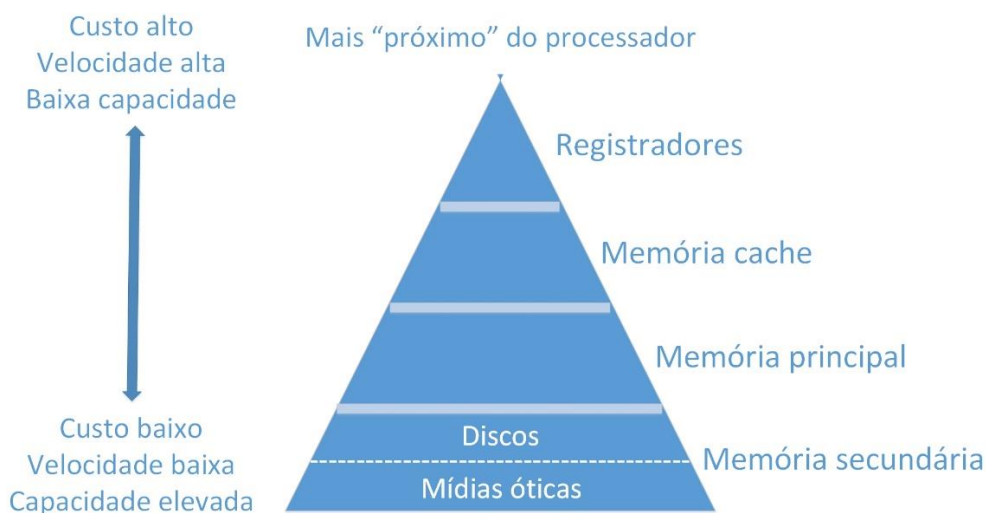 Custo alto
Velocidade alta
Baixa capacidade
Mais “próximo” do processador
Registradores
Memória cache
Memória principal
Custo baixo
Velocidade baixa
Capacidade elevada
Discos
Mídias óticas
Memória secundária